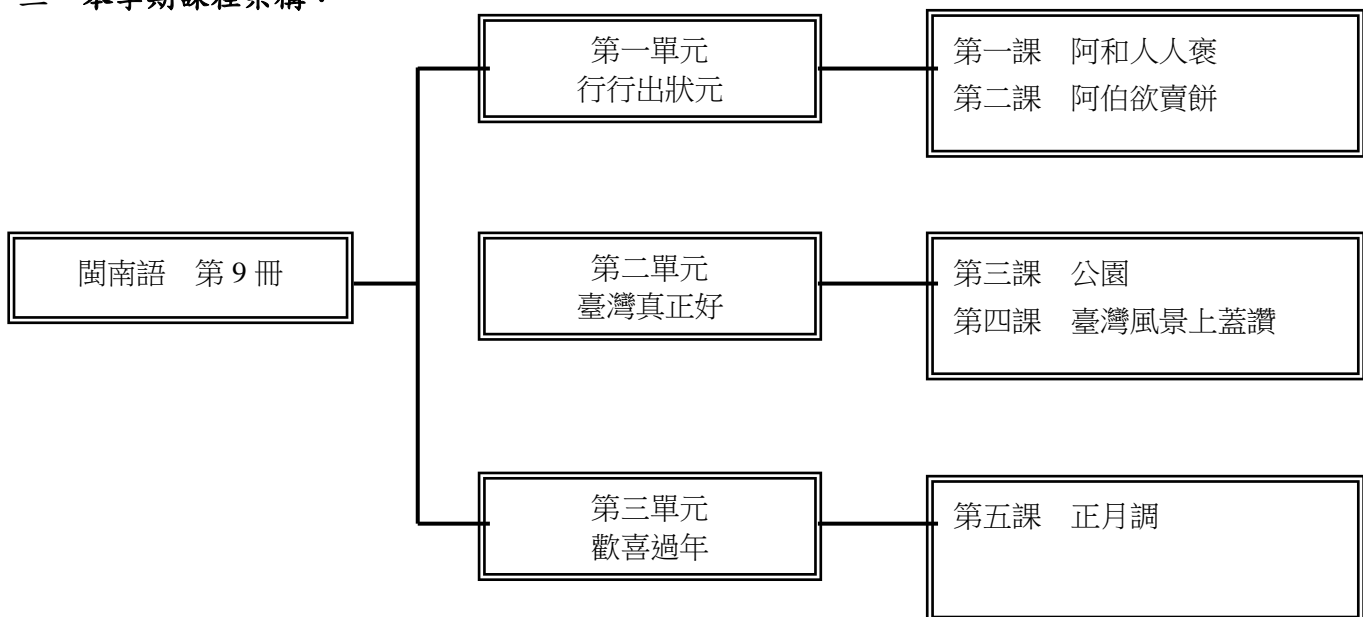 本學期課程架構：
第一單元
行行出狀元
第一課　阿和人人褒
第二課　阿伯欲賣餅
閩南語　第 9 冊
第二單元
臺灣真正好
第三課　公園
第四課　臺灣風景上蓋讚
第三單元
歡喜過年
第五課　正月調